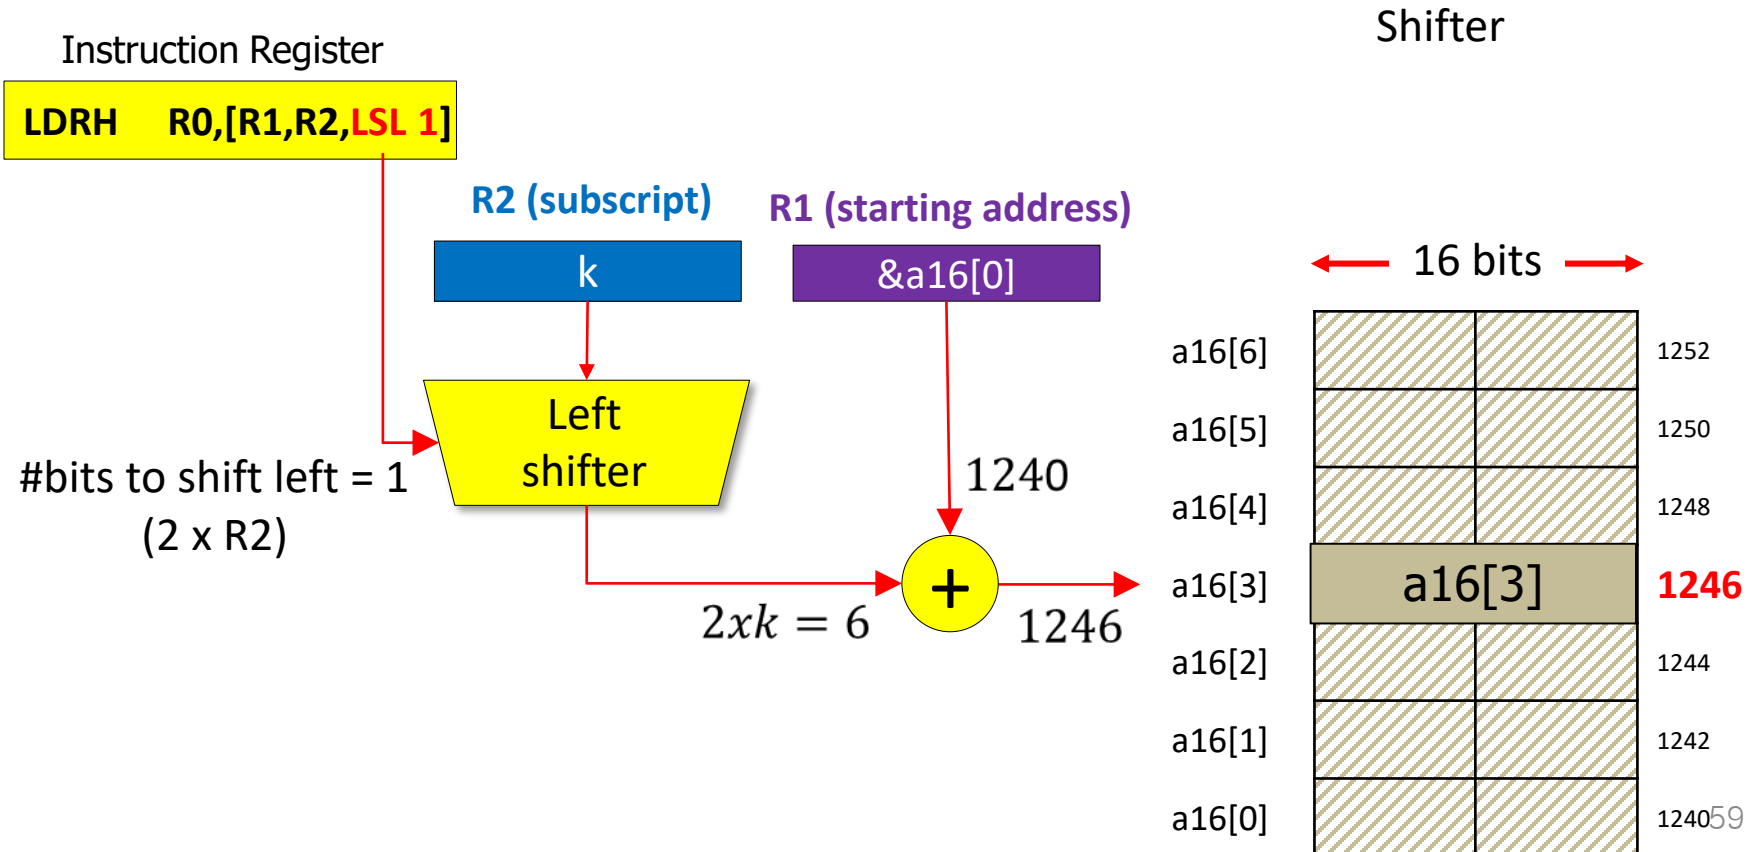 Shifter
Instruction Register
LDRH R0,[R1,R2,LSL 1]
R2 (subscript)
R1 (starting address)
k
&a16[0]
16 bits
Left
shifter
#bits to shift left = 1
(2 x R2)
1240
+
2xk = 6
1246
a16[6]
1252
a16[5]
1250
a16[4]
1248
a16[3]
a16[3]
1246
a16[2]
1244
a16[1]
1242
a16[0]
1240
59